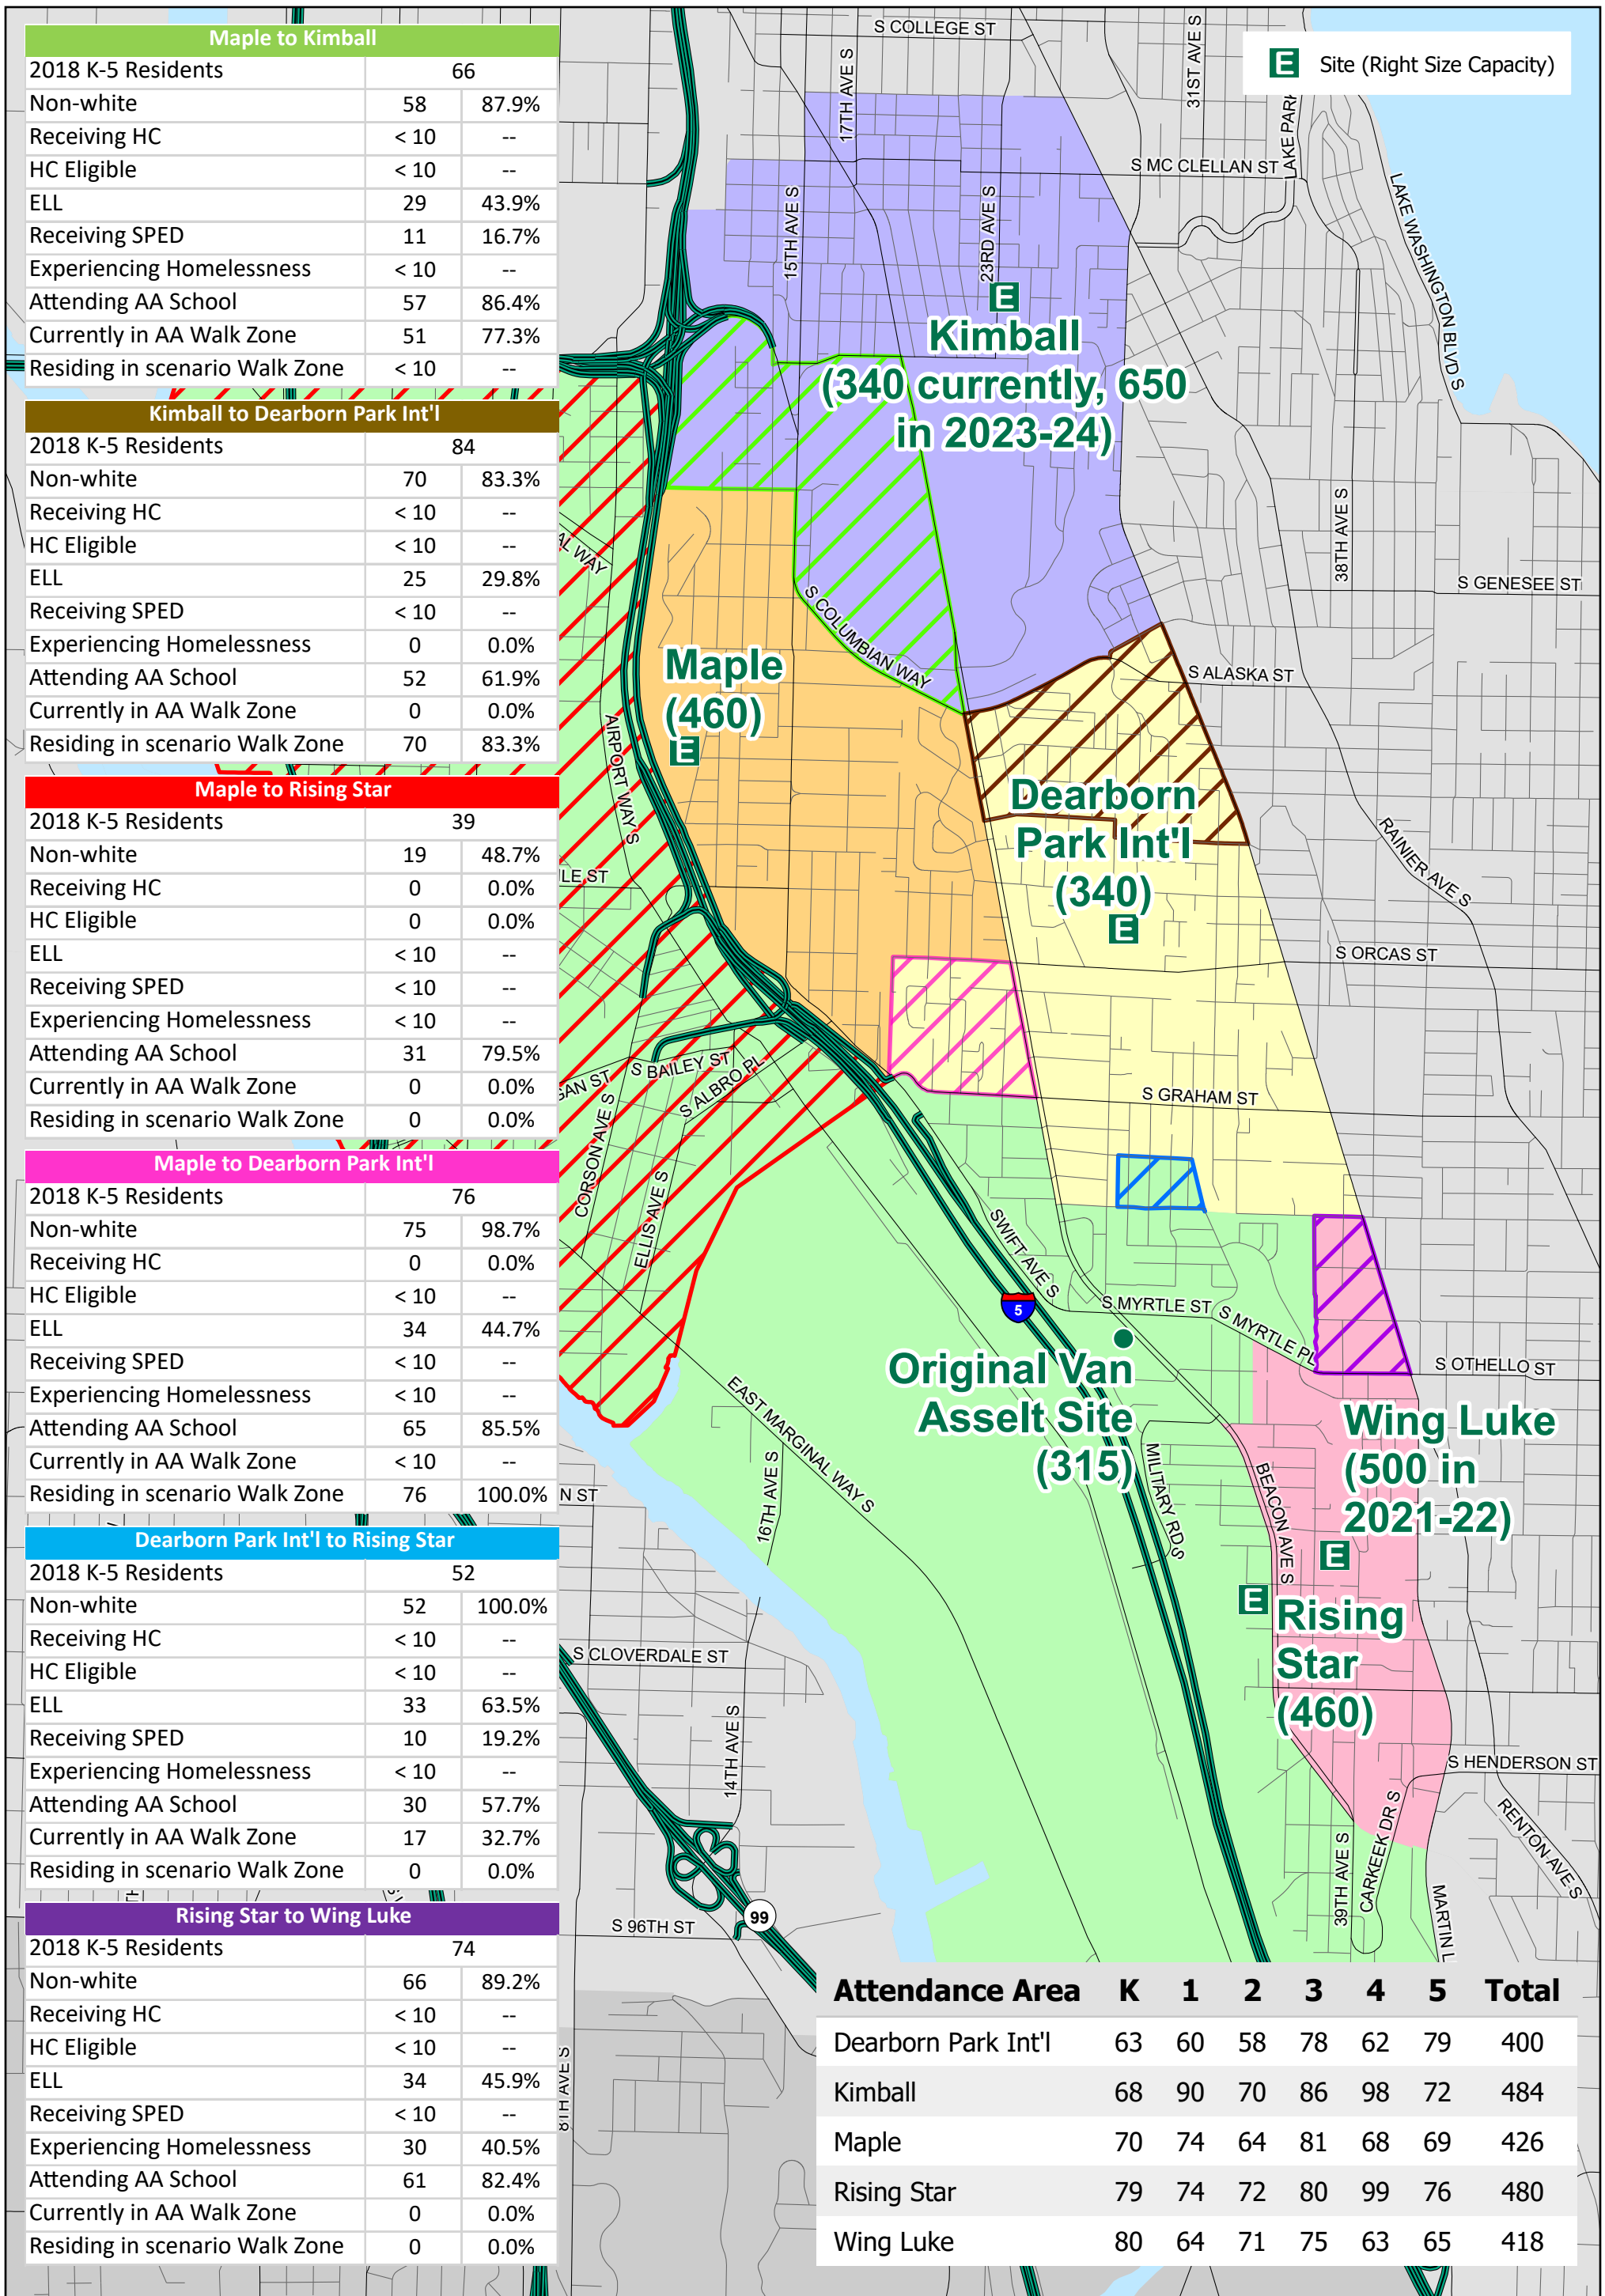 Maple to Kimball
2018 K-5 Residents 66
Non-white 58 87.9%
Receiving HC < 10 --
HC Eligible < 10 --
ELL 29 43.9%
Receiving SPED 11 16.7%
Experiencing Homelessness < 10 --
Attending AA School 57 86.4%
Currently in AA Walk Zone 51 77.3%
Residing in scenario Walk Zone < 10 --
Kimball to Dearborn Park Int'l
2018 K-5 Residents 84
Non-white 70 83.3%
Receiving HC < 10 --
HC Eligible < 10 --
ELL 25 29.8%
Receiving SPED < 10 --
Experiencing Homelessness 0 0.0%
Attending AA School 52 61.9%
Currently in AA Walk Zone 0 0.0%
Residing in scenario Walk Zone 70 83.3%
Maple to Rising Star
2018 K-5 Residents 39
Non-white 19 48.7%
Receiving HC 0 0.0%
HC Eligible 0 0.0%
ELL < 10 --
Receiving SPED < 10 --
Experiencing Homelessness < 10 --
Attending AA School 31 79.5%
Currently in AA Walk Zone 0 0.0%
Residing in scenario Walk Zone 0 0.0%
Maple to Dearborn Park Int'l
2018 K-5 Residents 76
Non-white 75 98.7%
Receiving HC 0 0.0%
HC Eligible < 10 --
ELL 34 44.7%
Receiving SPED < 10 --
Experiencing Homelessness < 10 --
Attending AA School 65 85.5%
Currently in AA Walk Zone < 10 --
Residing in scenario Walk Zone 76 100.0%
Dearborn Park Int'l to Rising Star
2018 K-5 Residents 52
Non-white 52 100.0%
Receiving HC < 10 --
HC Eligible < 10 --
ELL 33 63.5%
Receiving SPED 10 19.2%
Experiencing Homelessness < 10 --
Attending AA School 30 57.7%
Currently in AA Walk Zone 17 32.7%
Residing in scenario Walk Zone 0 0.0%
Rising Star to Wing Luke
2018 K-5 Residents 74
Non-white 66 89.2%
Receiving HC < 10 --
HC Eligible < 10 --
ELL 34 45.9%
Receiving SPED < 10 --
Experiencing Homelessness 30 40.5%
Attending AA School 61 82.4%
Currently in AA Walk Zone 0 0.0%
Residing in scenario Walk Zone 0 0.0%
E Site (Right Size Capacity)
S COLLEGE ST
17TH AVE S
31ST AVE S
LAKE PARK
S MC CLELLAN ST
LAKE WASHINGTON BLVD S
15TH AVE S
23RD AVE S
E
Kimball
(340 currently, 650
in 2023-24)
38TH AVE S
S GENESEE ST
AL WAY
S COLUMBIAN WAY
S ALASKA ST
Maple
(460)
E
AIRPORT WAY S
Dearborn
Park Int'l
(340)
E
RAINIER AVE S
LE ST
S ORCAS ST
S BAILEY ST
S ALBRO PL
GAN ST
CORSON AVE S
ELLIS AVE S
S GRAHAM ST
SWIFT AVE S
5
S MYRTLE ST
S MYRTLE PL
S OTHELLO ST
Original Van
Asselt Site
(315)
EAST MARGINAL WAY S
16TH AVE S
N ST
MILITARY RD S
BEACON AVE S
Wing Luke
(500 in
2021-22)
E
E
Rising
Star
(460)
S CLOVERDALE ST
14TH AVE S
S HENDERSON ST
RENTON AVE S
39TH AVE S
CARKEEK DR S
MARTIN L
99
S 96TH ST
8TH AVE S
Attendance Area K 1 2 3 4 5 Total
Dearborn Park Int'l 63 60 58 78 62 79 400
Kimball 68 90 70 86 98 72 484
Maple 70 74 64 81 68 69 426
Rising Star 79 74 72 80 99 76 480
Wing Luke 80 64 71 75 63 65 418